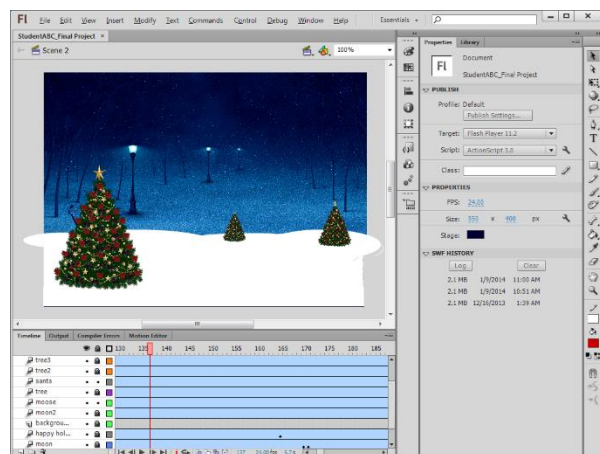 Fl File Edit View Insert Modify Text Commands Control Debug Window Help Essentials
StudentABC_Final Project ×
Scene 2 100%
Properties Library
Fl Document
StudentABC_Final Project
PUBLISH
Profile: Default
Publish Settings...
Target: Flash Player 11.2
Script: ActionScript 3.0
Class:
PROPERTIES
FPS: 24.00
Size: 550 x 400 px
Stage:
SWF HISTORY
Log Clear
2.1 MB 1/9/2014 11:00 AM
2.1 MB 1/9/2014 10:51 AM
2.1 MB 12/16/2013 1:39 AM
Timeline Output Compiler Errors Motion Editor
130 135 140 145 150 155 160 165 170 175 180 185
tree3
tree2
santa
tree
moose
moon2
backgrou...
happy hol...
moon
137 24.00 fps 5.7 s